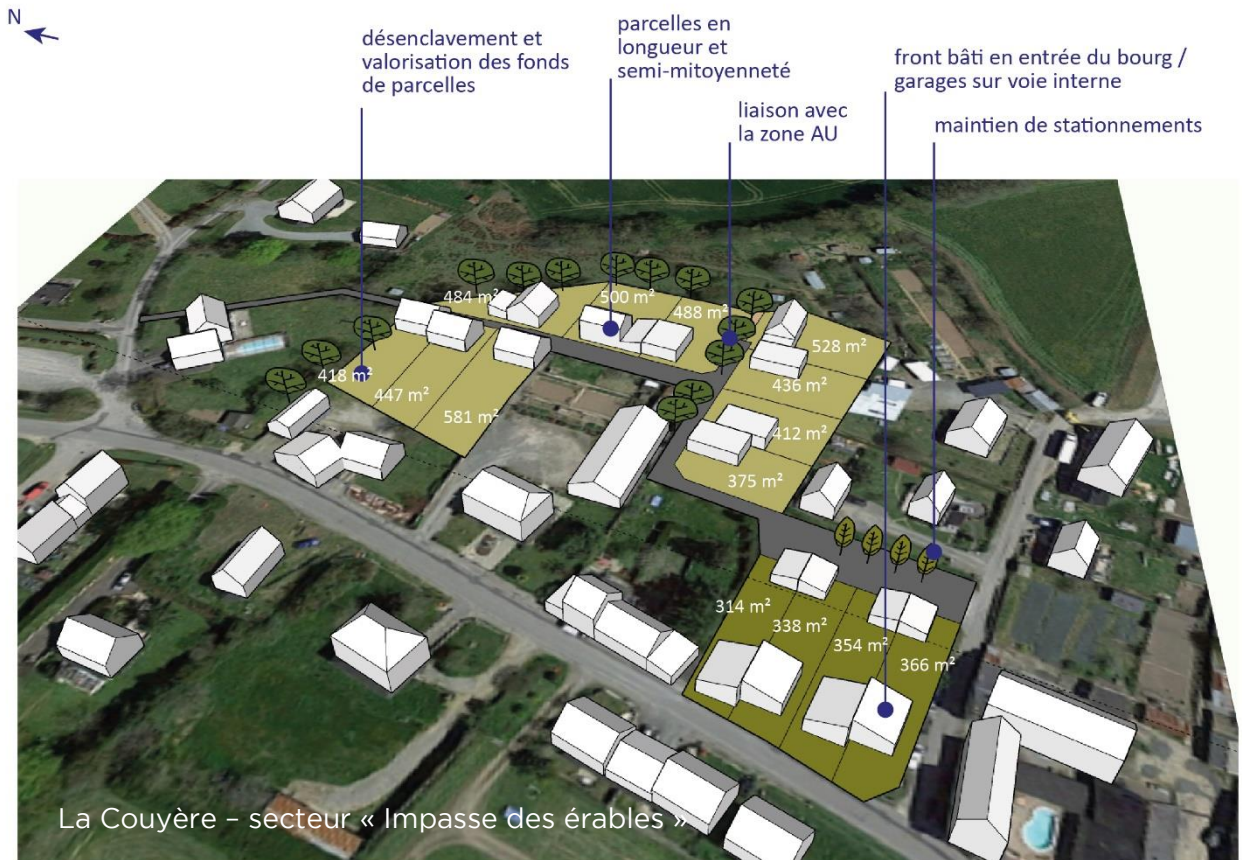 N
désenclavement et
valorisation des fonds
de parcelles
parcelles en
longueur et
semi-mitoyenneté
liaison avec
la zone AU
front bâti en entrée du bourg /
garages sur voie interne
maintien de stationnements
484 m²
500 m²
488 m²
528 m²
418 m²
447 m²
581 m²
436 m²
412 m²
375 m²
314 m²
338 m²
354 m²
366 m²
La Couyère – secteur « Impasse des érables »